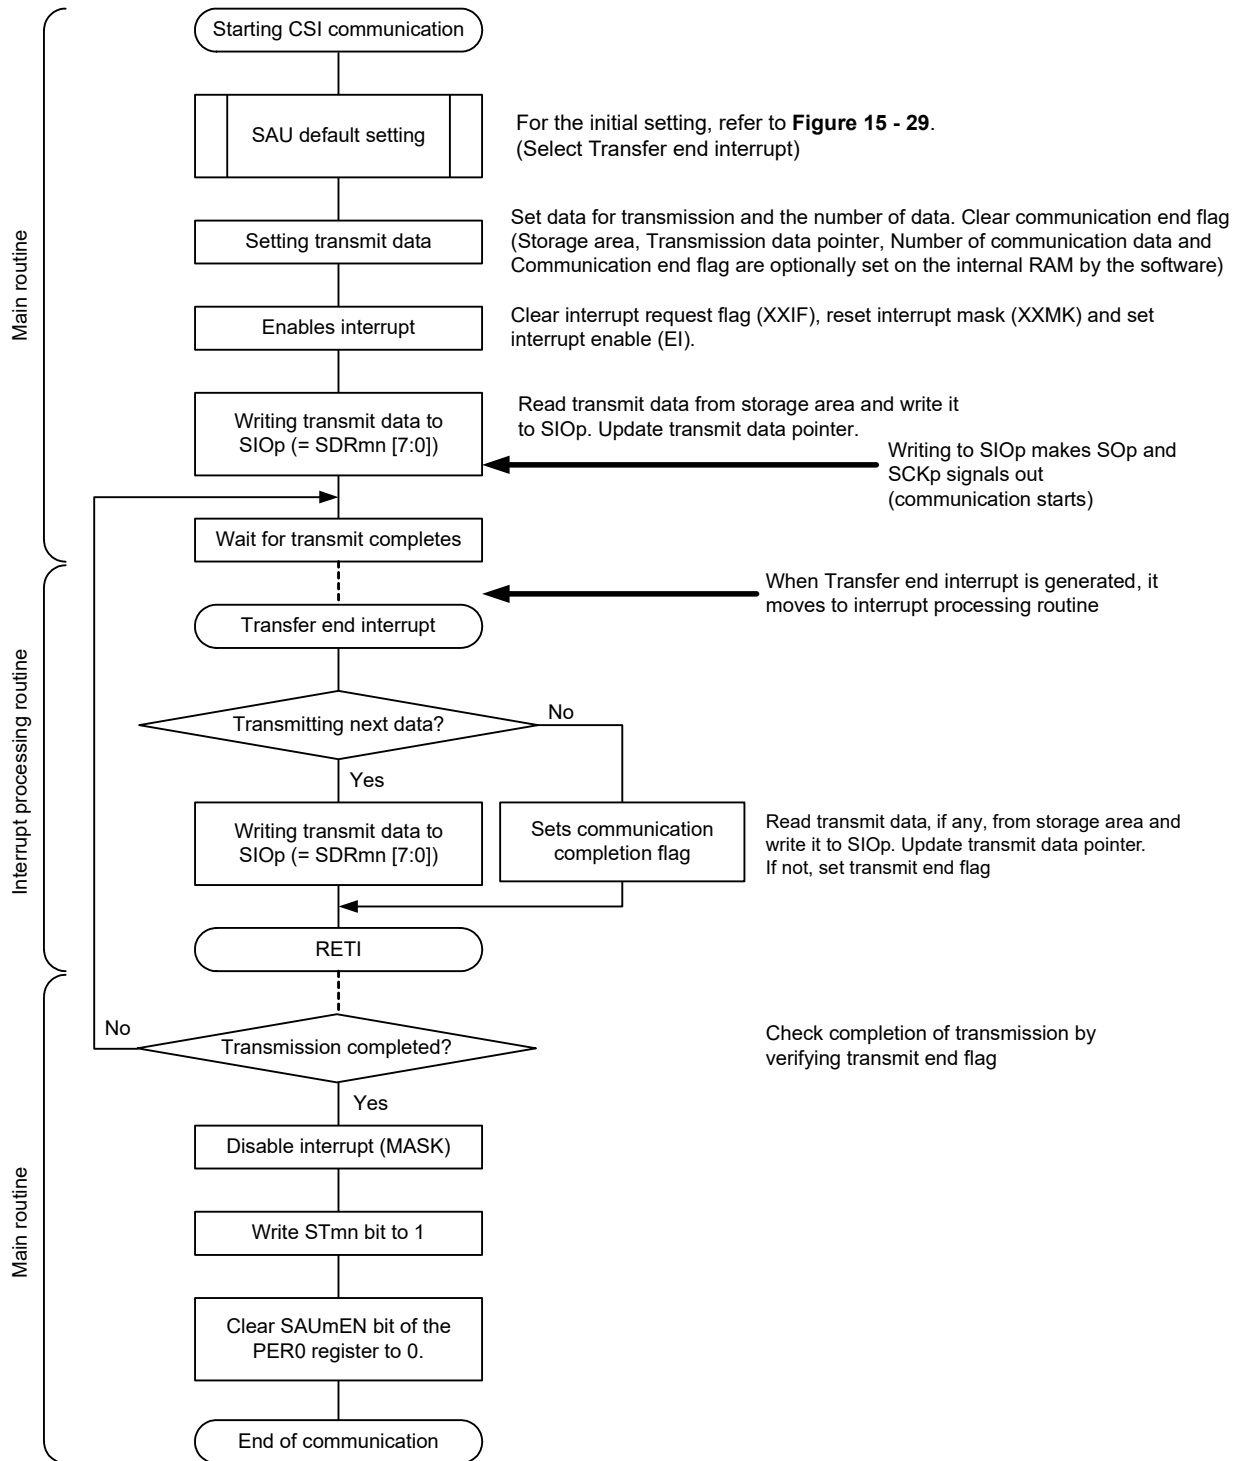 Starting CSI communication
SAU default setting
For the initial setting, refer to Figure 15 - 29.
(Select Transfer end interrupt)
Main routine
Setting transmit data
Set data for transmission and the number of data. Clear communication end flag
(Storage area, Transmission data pointer, Number of communication data and
Communication end flag are optionally set on the internal RAM by the software)
Enables interrupt
Clear interrupt request flag (XXIF), reset interrupt mask (XXMK) and set
interrupt enable (EI).
Writing transmit data to
SIOp (= SDRmn [7:0])
Read transmit data from storage area and write it
to SIOp. Update transmit data pointer.
Writing to SIOp makes SOp and
SCKp signals out
(communication starts)
Wait for transmit completes
When Transfer end interrupt is generated, it
moves to interrupt processing routine
Transfer end interrupt
Interrupt processing routine
Transmitting next data?
No
Yes
Writing transmit data to
SIOp (= SDRmn [7:0])
Sets communication
completion flag
Read transmit data, if any, from storage area and
write it to SIOp. Update transmit data pointer.
If not, set transmit end flag
RETI
No
Transmission completed?
Check completion of transmission by
verifying transmit end flag
Yes
Main routine
Disable interrupt (MASK)
Write STmn bit to 1
Clear SAUmEN bit of the
PER0 register to 0.
End of communication